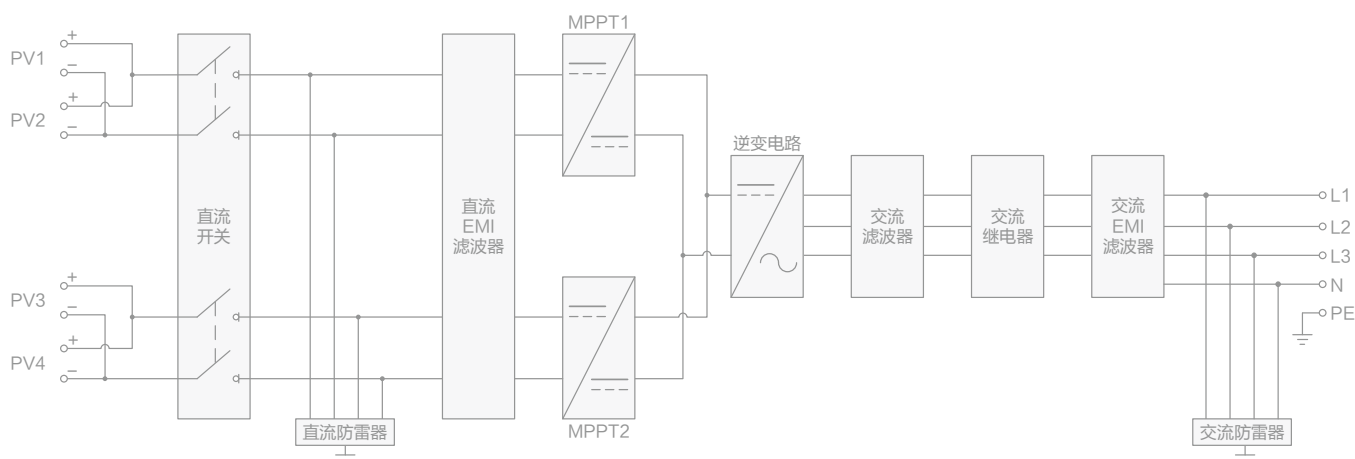 MPPT1
PV1
PV2
逆变电路
直流
开关
直流
EMI
滤波器
交流
滤波器
交流
继电器
交流
EMI
滤波器
L1
L2
L3
N
PE
PV3
PV4
MPPT2
直流防雷器
交流防雷器